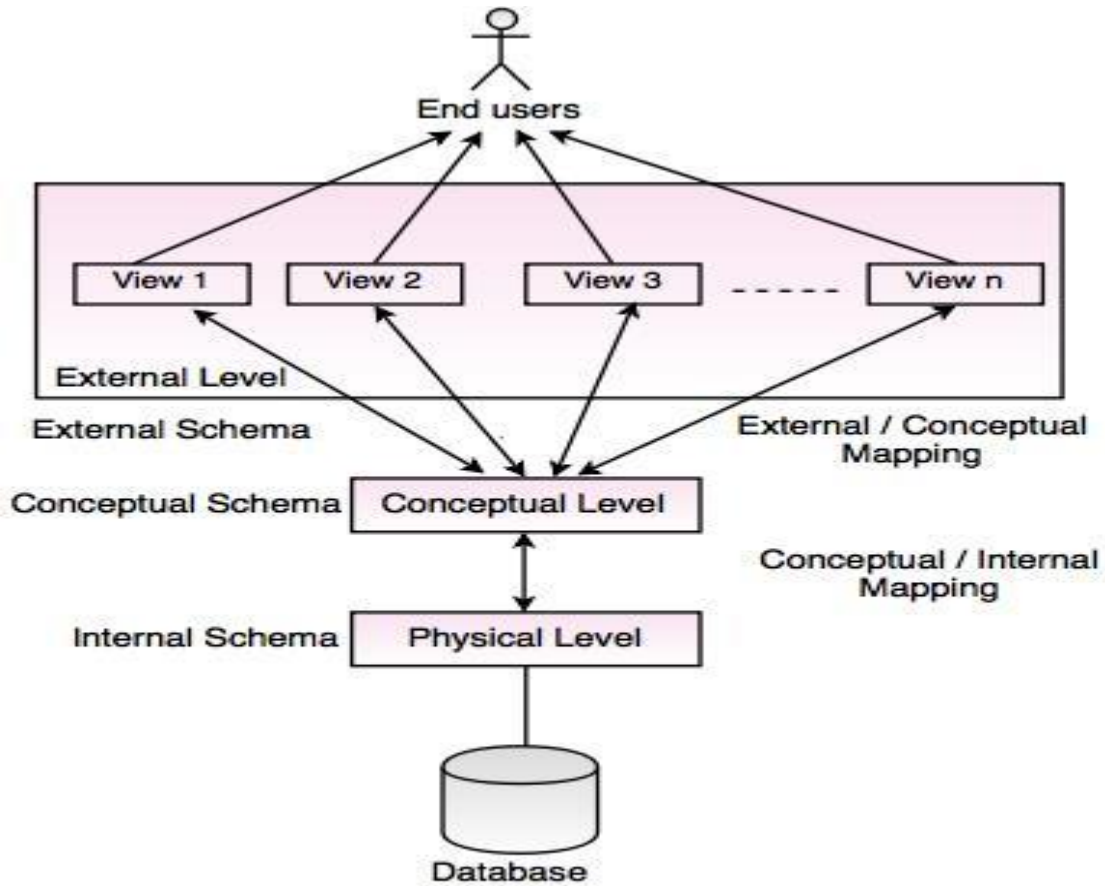 End users
View 1
View 2
View 3
View n
External Level
External Schema
External / Conceptual
Mapping
Conceptual Schema
Conceptual Level
Conceptual / Internal
Mapping
Internal Schema
Physical Level
Database